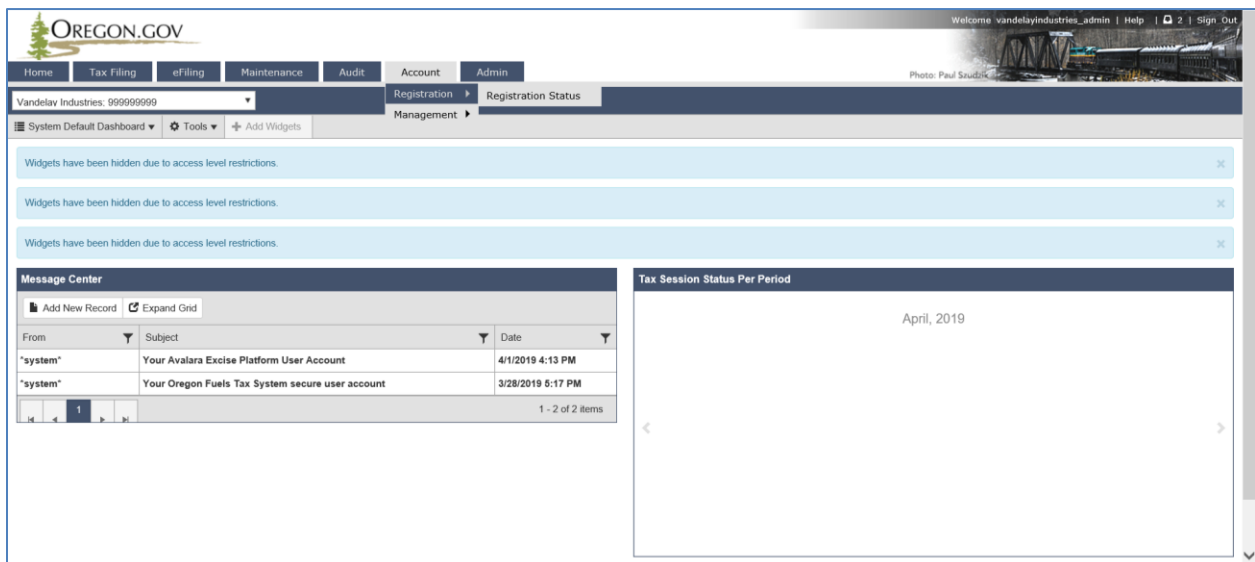 OREGON.GOV
Welcome vandelayindustries_admin | Help | 2 | Sign Out
Home Tax Filing eFiling Maintenance Audit Account Admin
Photo: Paul Szudzik
Vandelay Industries: 999999999
Registration Registration Status
Management
System Default Dashboard Tools Add Widgets
Widgets have been hidden due to access level restrictions.
Widgets have been hidden due to access level restrictions.
Widgets have been hidden due to access level restrictions.
Message Center
Add New Record Expand Grid
From Subject Date
*system* Your Avalara Excise Platform User Account 4/1/2019 4:13 PM
*system* Your Oregon Fuels Tax System secure user account 3/28/2019 5:17 PM
1 1 - 2 of 2 items
Tax Session Status Per Period
April, 2019